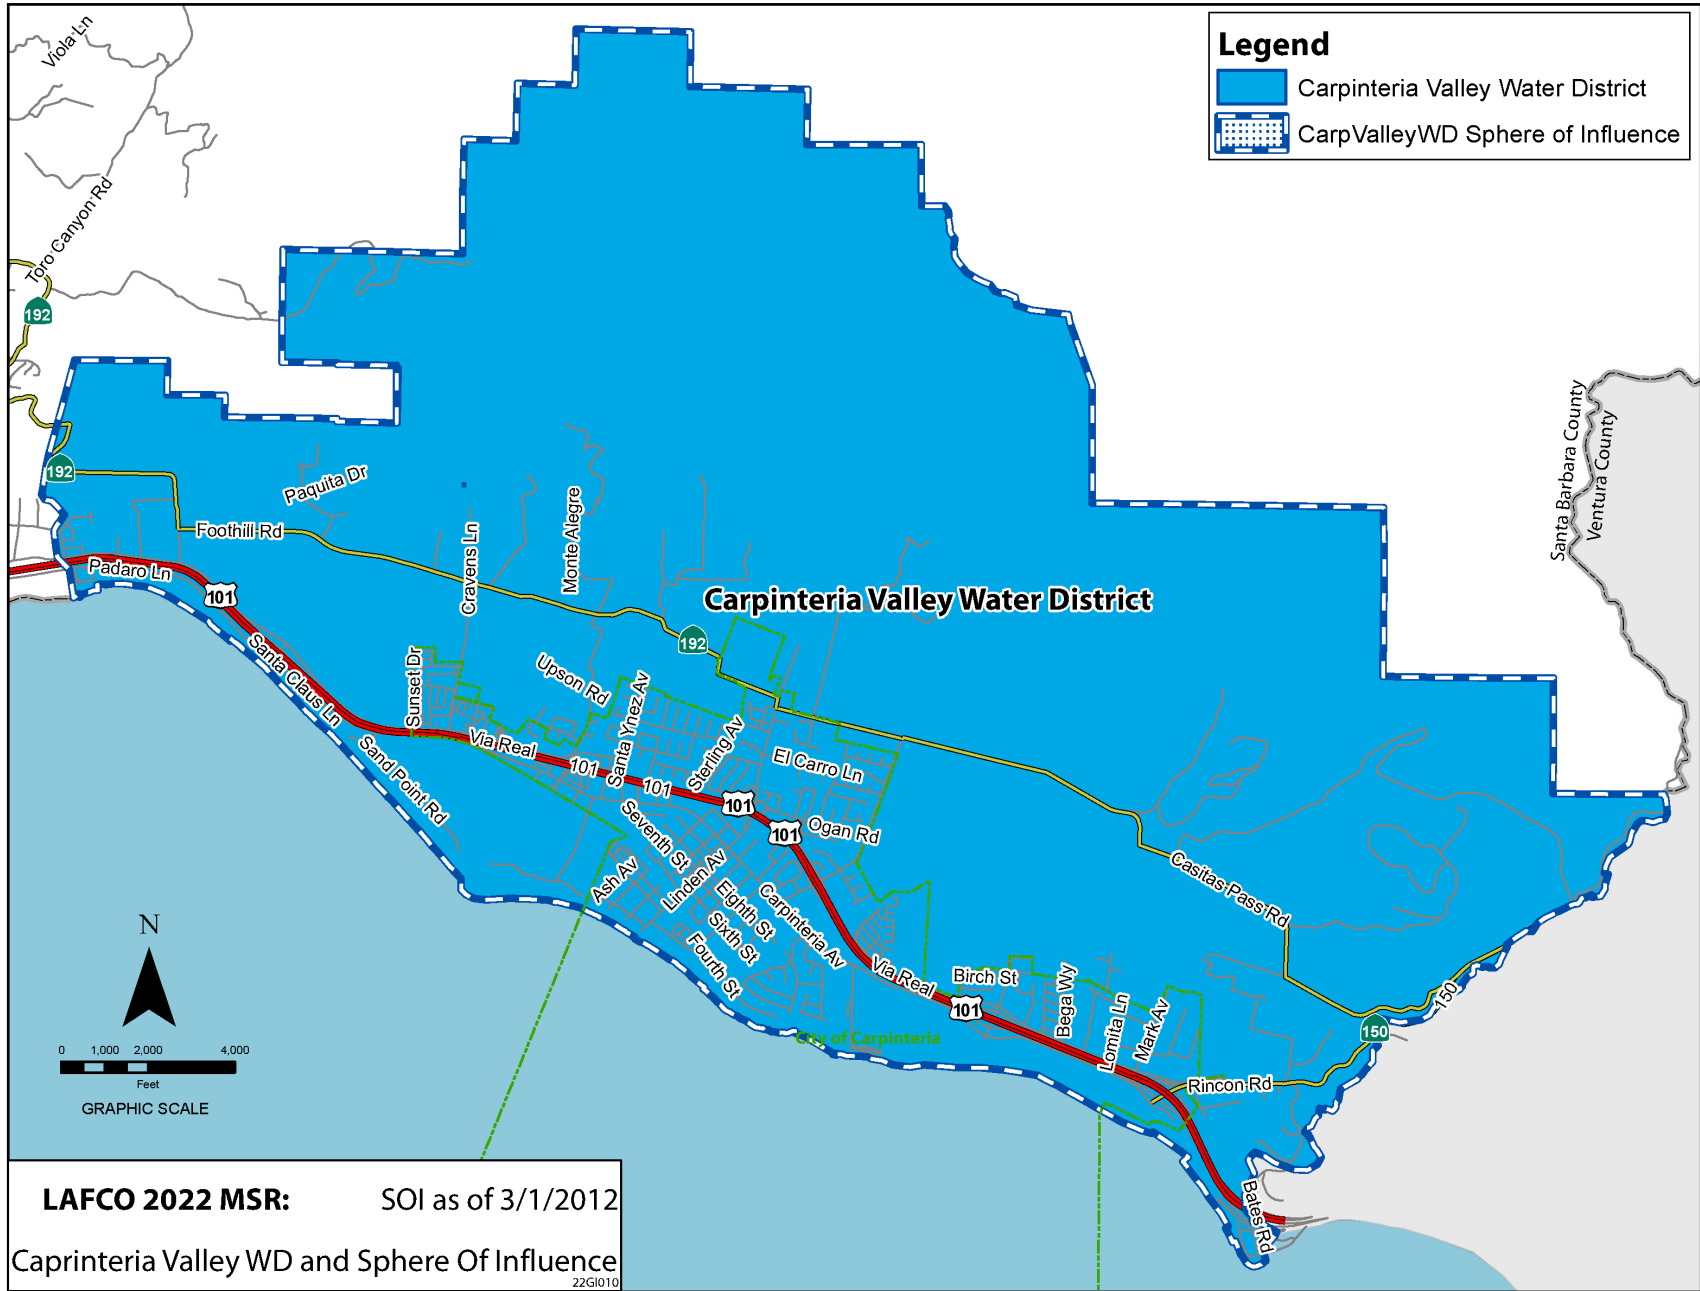 Viola Ln
Legend
Carpinteria Valley Water District
CarpValleyWD Sphere of Influence
Toro Canyon Rd
192
Santa Barbara County
Ventura County
192
Paquita Dr
Foothill Rd
Cravens Ln
Monte Alegre
Padaro Ln
101
Carpinteria Valley Water District
192
Santa Claus Ln
Sunset Dr
Upson Rd
Santa Ynez Av
Sterling Av
Via Real
Sand Point Rd
101
101
El Carro Ln
101
101
Ogan Rd
Seventh St
Ash Av
Linden Av
Eighth St
Sixth St
Fourth St
Carpinteria Av
Casitas Pass Rd
Via Real
Birch St
101
Bega Wy
Lomita Ln
Mark Av
150
150
City of Carpinteria
Rincon Rd
Bates Rd
N
0 1,000 2,000 4,000
Feet
GRAPHIC SCALE
LAFCO 2022 MSR: SOI as of 3/1/2012
Caprinteria Valley WD and Sphere Of Influence
22GI010